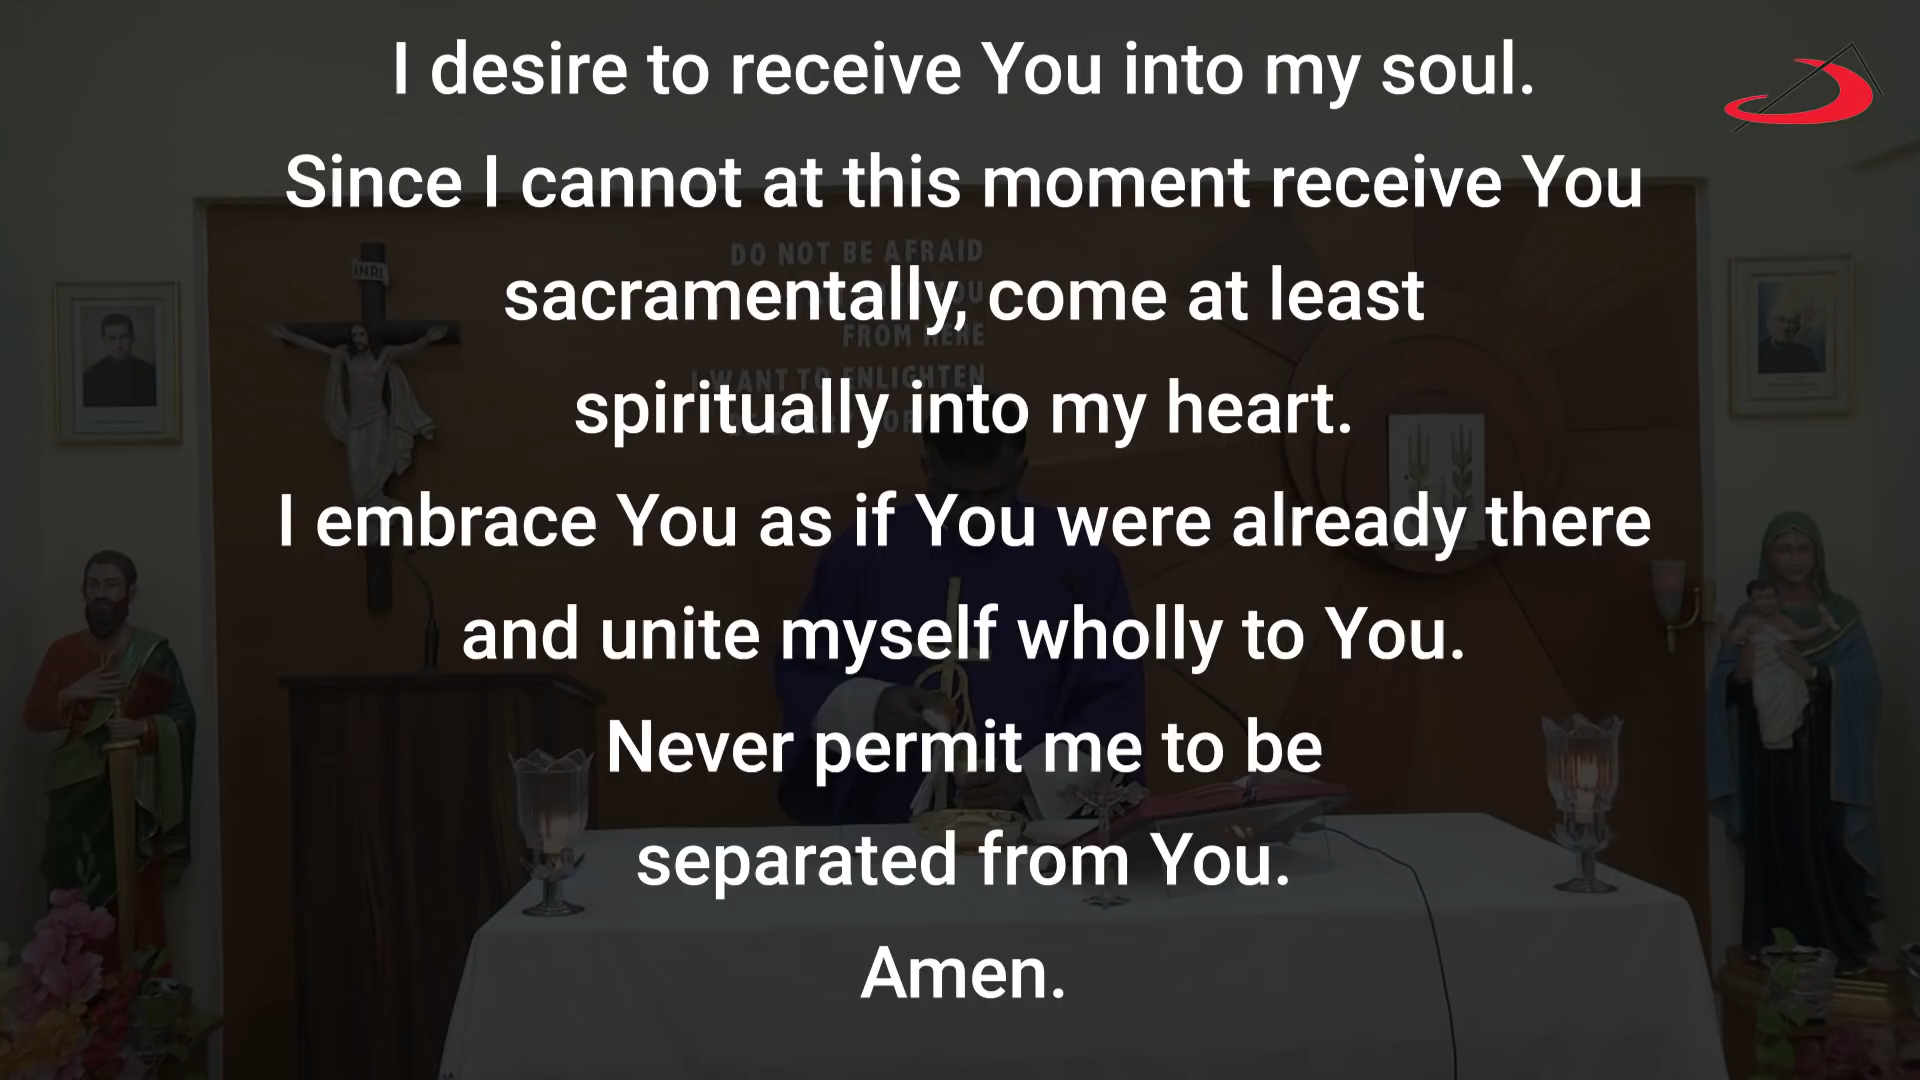 I desire to receive You into my soul.
Since I cannot at this moment receive You
sacramentally, come at least
spiritually into my heart.
I embrace You as if You were already there
and unite myself wholly to You.
Never permit me to be
separated from You.
Amen.
DO NOT BE AFRAID
FROM HERE
I WANT TO ENLIGHTEN
INRI